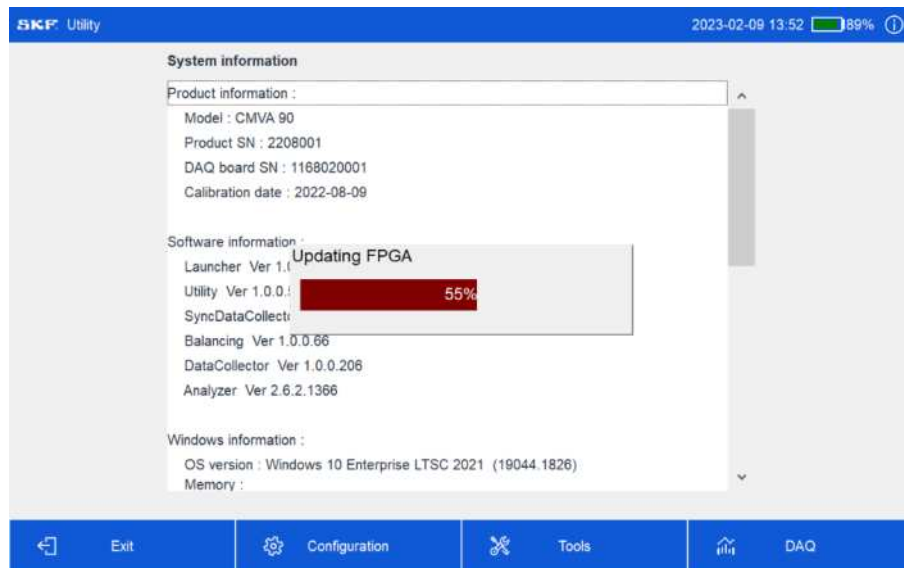 SKF. Utility
2023-02-09 13:52 89%
System information
Product information :
Model : CMVA 90
Product SN : 2208001
DAQ board SN : 1168020001
Calibration date : 2022-08-09
Software information :
Launcher Ver 1.
Utility Ver 1.0.0.
SyncDataCollect
Balancing Ver 1.0.0.66
DataCollector Ver 1.0.0.206
Analyzer Ver 2.6.2.1366
Updating FPGA
55%
Windows information :
OS version : Windows 10 Enterprise LTSC 2021 (19044.1826)
Memory :
Exit
Configuration
Tools
DAQ